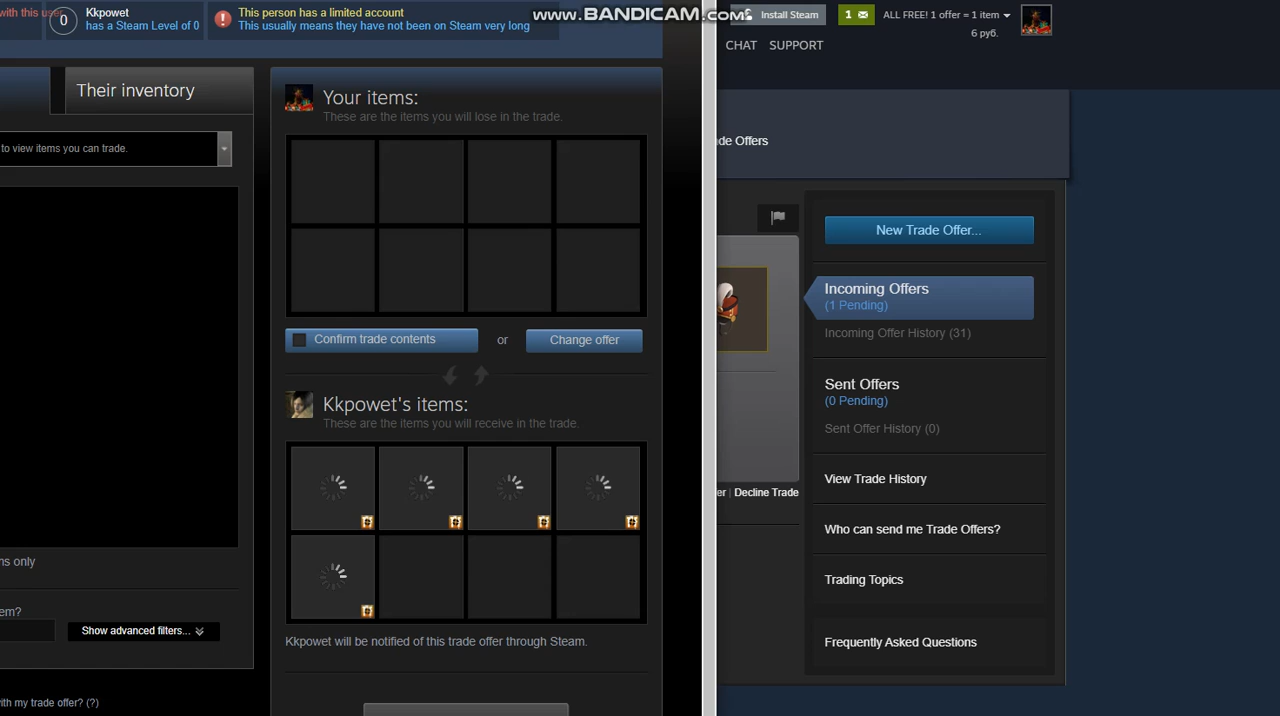 with this user
0
Kkpowet
has a Steam Level of 0
This person has a limited account
This usually means they have not been on Steam very long
www.BANDICAM.com
Their inventory
to view items you can trade.
Your items:
These are the items you will lose in the trade.
Confirm trade contents
or
Change offer
Kkpowet's items:
These are the items you will receive in the trade.
Kkpowet will be notified of this trade offer through Steam.
ns only
em?
Show advanced filters...
with my trade offer? (?)
Install Steam
1
ALL FREE! 1 offer = 1 item
6 pуб.
CHAT
SUPPORT
de Offers
New Trade Offer...
Incoming Offers
(1 Pending)
Incoming Offer History (31)
Sent Offers
(0 Pending)
Sent Offer History (0)
er | Decline Trade
View Trade History
Who can send me Trade Offers?
Trading Topics
Frequently Asked Questions